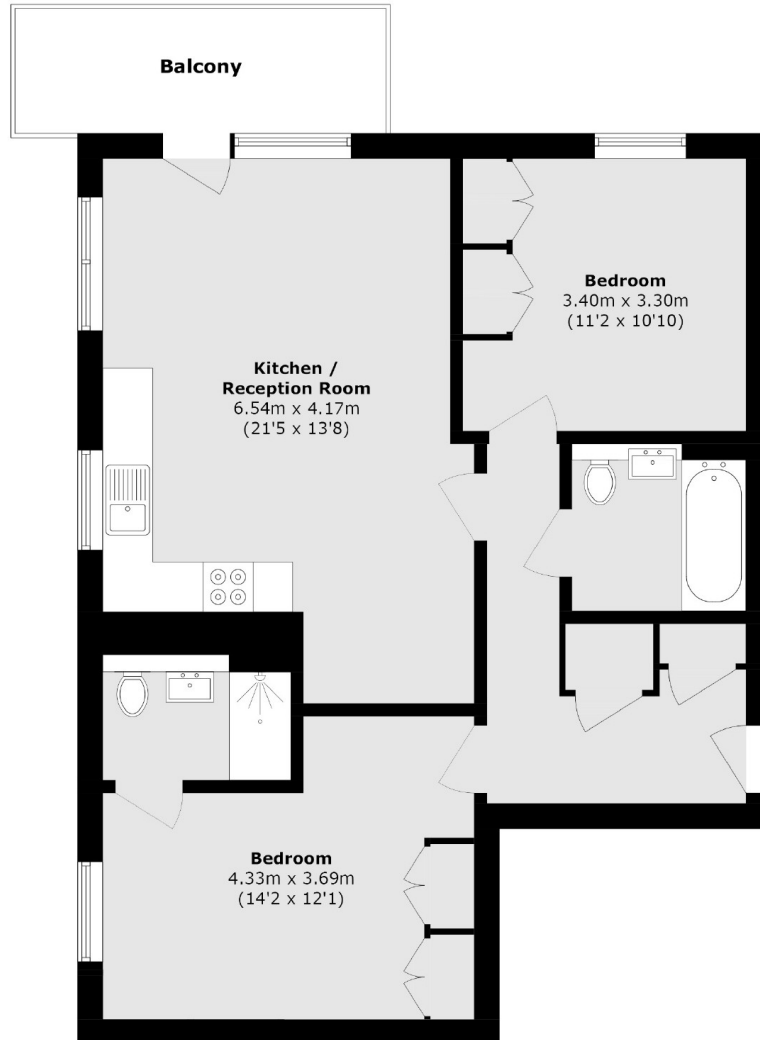 Balcony
Kitchen /
Reception Room
6.54m x 4.17m
(21'5 x 13'8)
Bedroom
3.40m x 3.30m
(11'2 x 10'10)
Bedroom
4.33m x 3.69m
(14'2 x 12'1)